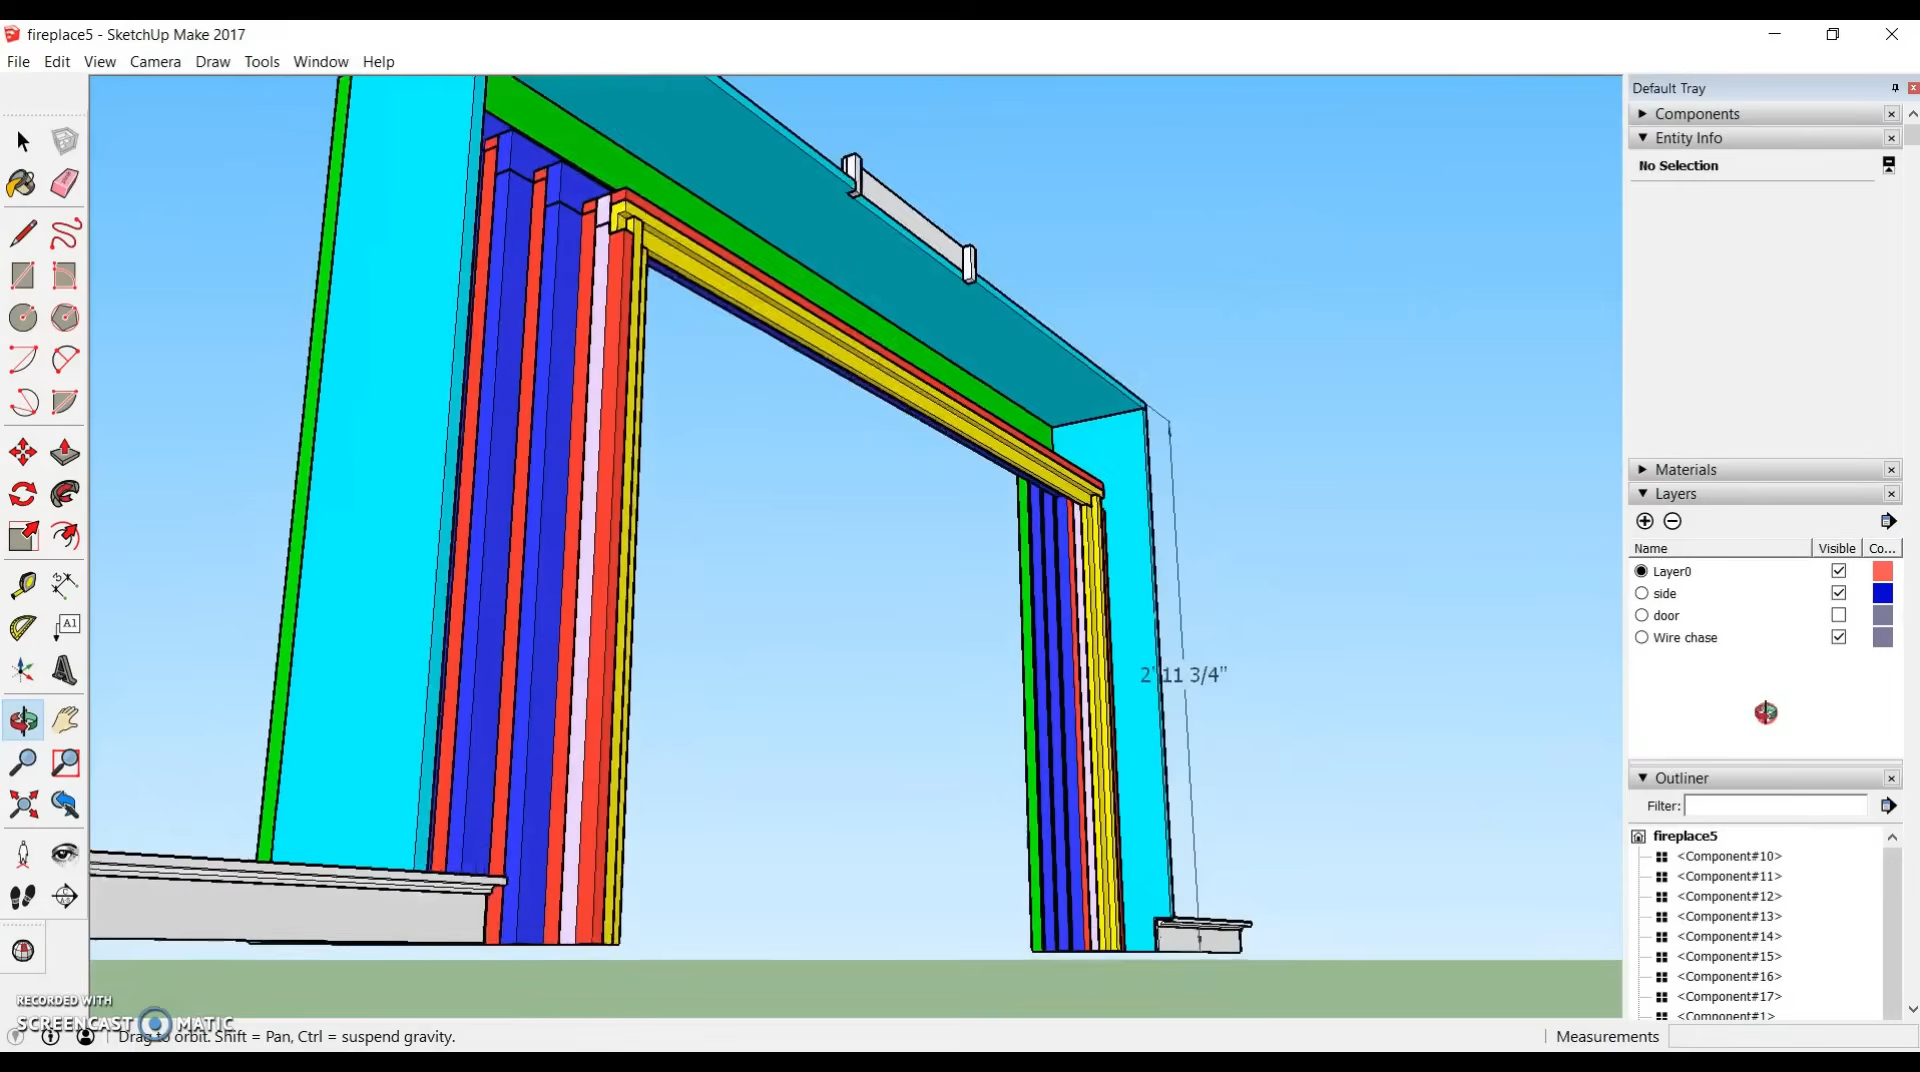 fireplace5 - SketchUp Make 2017
File Edit View Camera Draw Tools Window Help
Default Tray
Components
Entity Info
No Selection
A1
Materials
Layers
Name Visible Co...
Layer0
side
door
Wire chase
2' 11 3/4"
Outliner
Filter:
fireplace5
<Component#10>
<Component#11>
<Component#12>
<Component#13>
<Component#14>
<Component#15>
<Component#16>
<Component#17>
<Component#1>
RECORDED WITH
SCREENCAST MATIC
Drag to orbit. Shift = Pan, Ctrl = suspend gravity.
Measurements